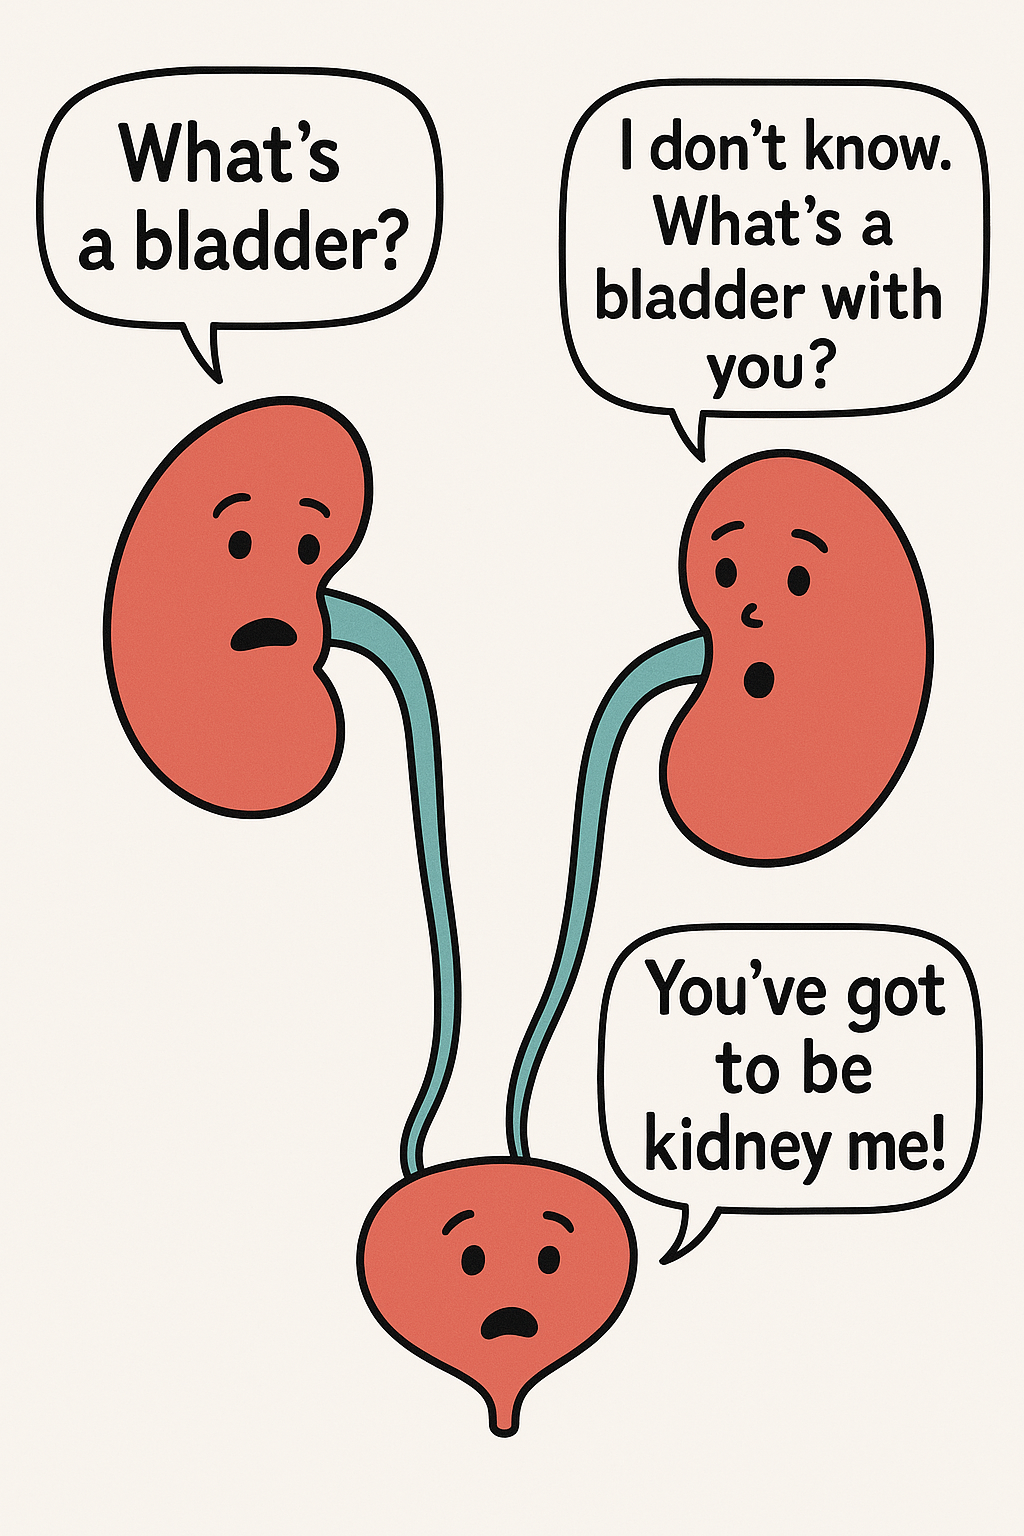 What's
a bladder?
I don't know.
What's a
bladder with
you?
You've got
to be
kidney me!